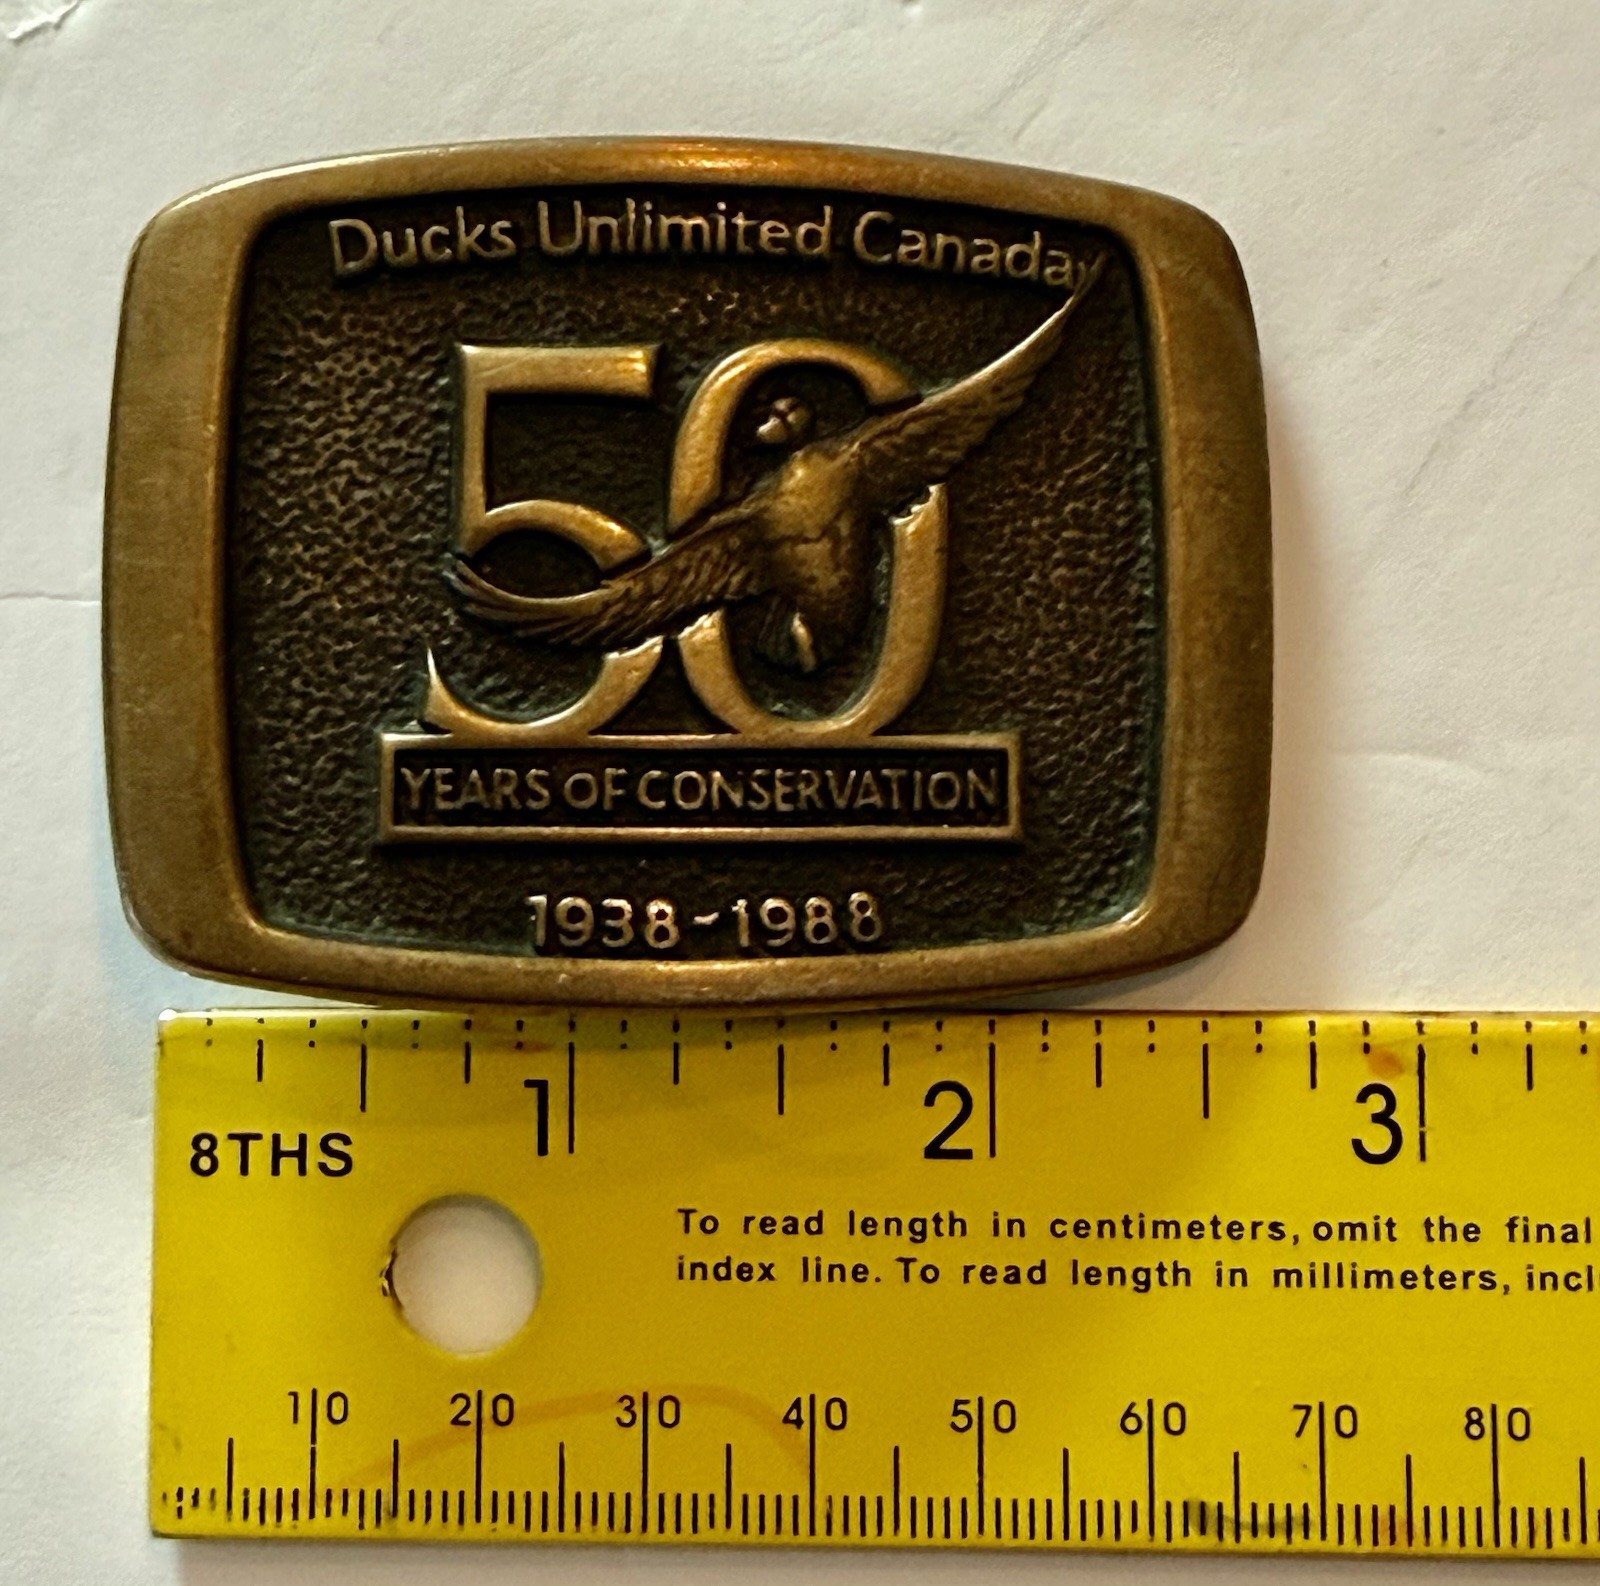 Ducks Unlimited Canada
50
YEARS OF CONSERVATION
1938-1988
1 2 3
8THS
To read length in centimeters, omit the final
index line. To read length in millimeters, incl
10 20 30 40 50 60 70 80